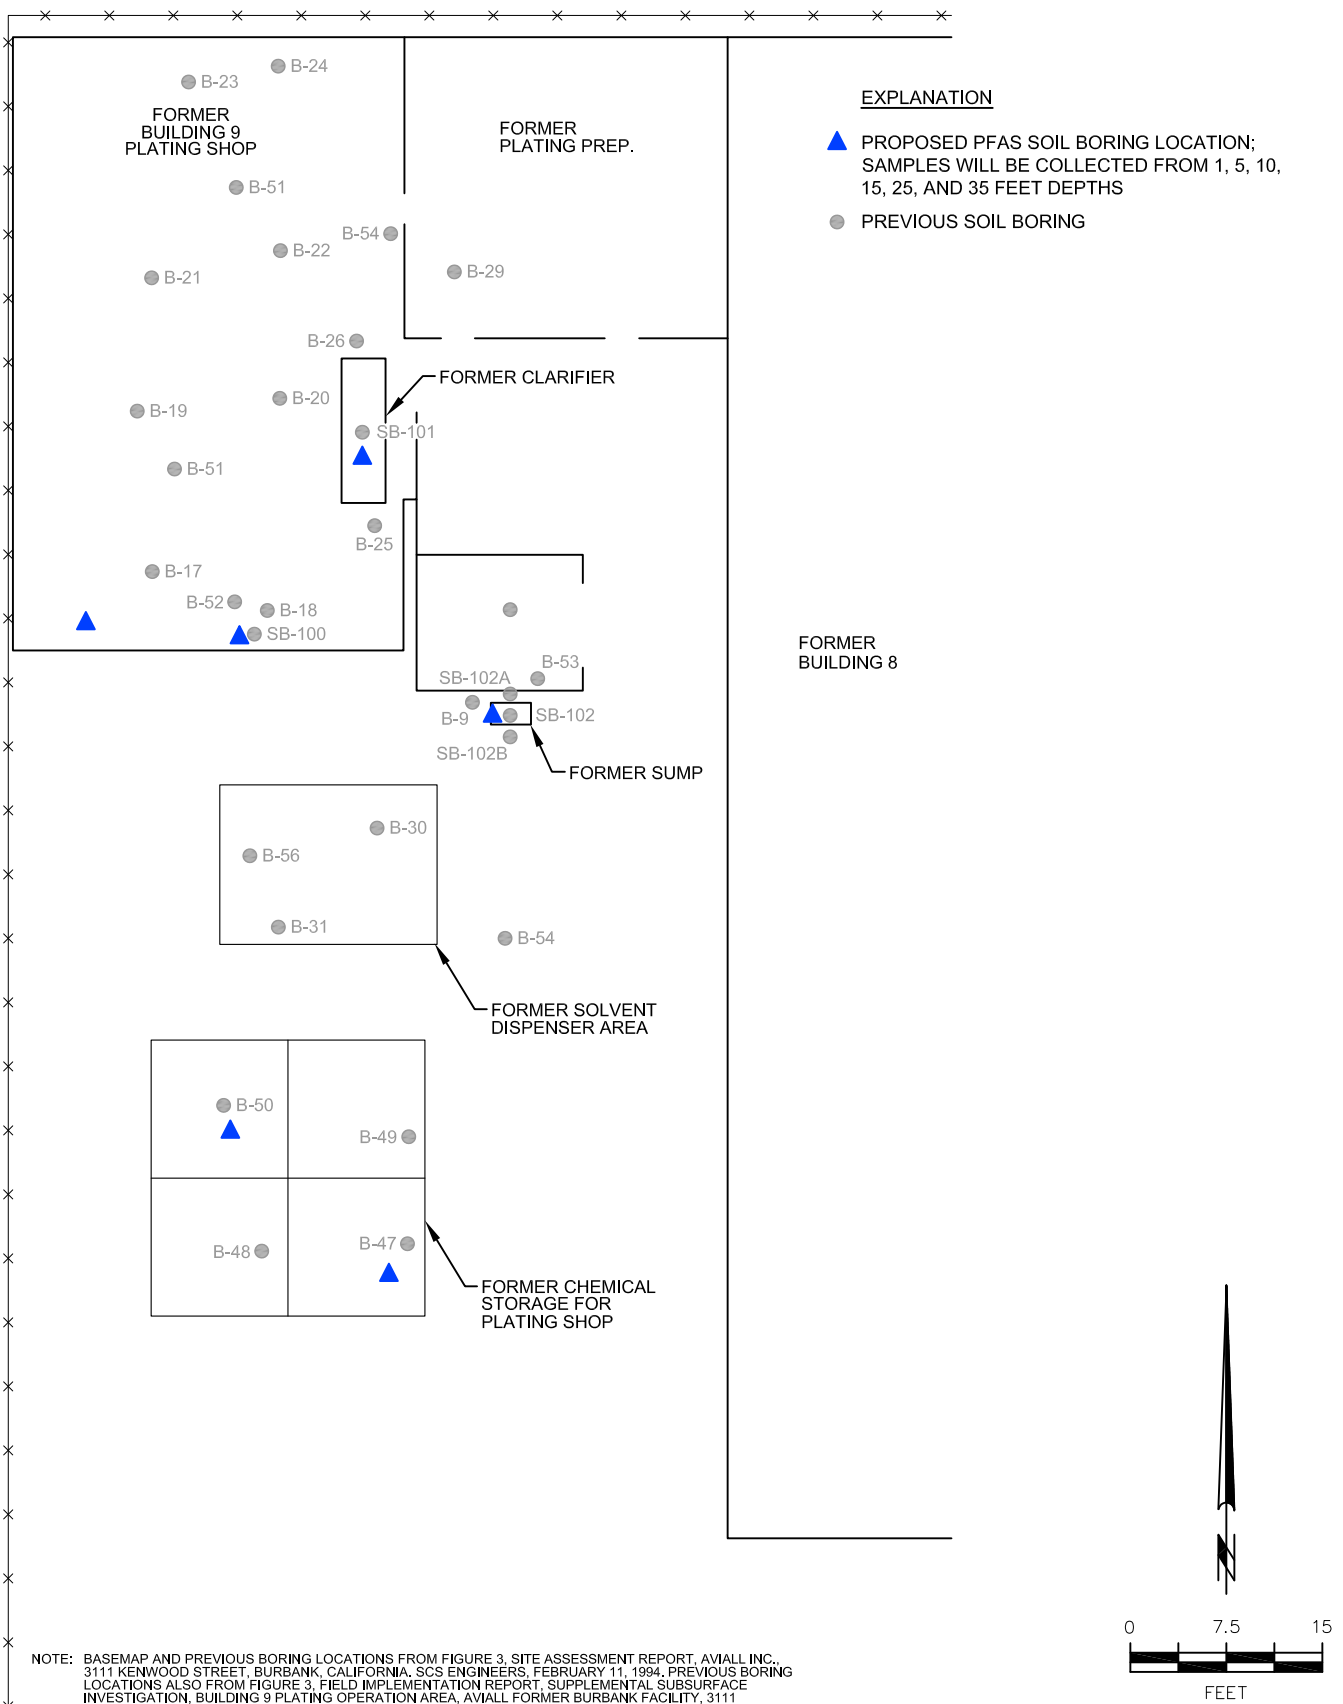 B-24
B-23
FORMER
BUILDING 9
PLATING SHOP
FORMER
PLATING PREP.
EXPLANATION
PROPOSED PFAS SOIL BORING LOCATION;
SAMPLES WILL BE COLLECTED FROM 1, 5, 10,
15, 25, AND 35 FEET DEPTHS
PREVIOUS SOIL BORING
B-51
B-54
B-22
B-29
B-21
B-26
FORMER CLARIFIER
B-20
B-19
SB-101
B-51
B-25
B-17
B-52
B-18
SB-100
FORMER
BUILDING 8
B-53
SB-102A
B-9
SB-102
SB-102B
FORMER SUMP
B-30
B-56
B-31
B-54
FORMER SOLVENT
DISPENSER AREA
B-50
B-49
B-48
B-47
FORMER CHEMICAL
STORAGE FOR
PLATING SHOP
N
0 7.5 15
FEET
NOTE: BASEMAP AND PREVIOUS BORING LOCATIONS FROM FIGURE 3, SITE ASSESSMENT REPORT, AVIALL INC.,
3111 KENWOOD STREET, BURBANK, CALIFORNIA. SCS ENGINEERS, FEBRUARY 11, 1994. PREVIOUS BORING
LOCATIONS ALSO FROM FIGURE 3, FIELD IMPLEMENTATION REPORT, SUPPLEMENTAL SUBSURFACE
INVESTIGATION, BUILDING 9 PLATING OPERATION AREA, AVIALL FORMER BURBANK FACILITY, 3111